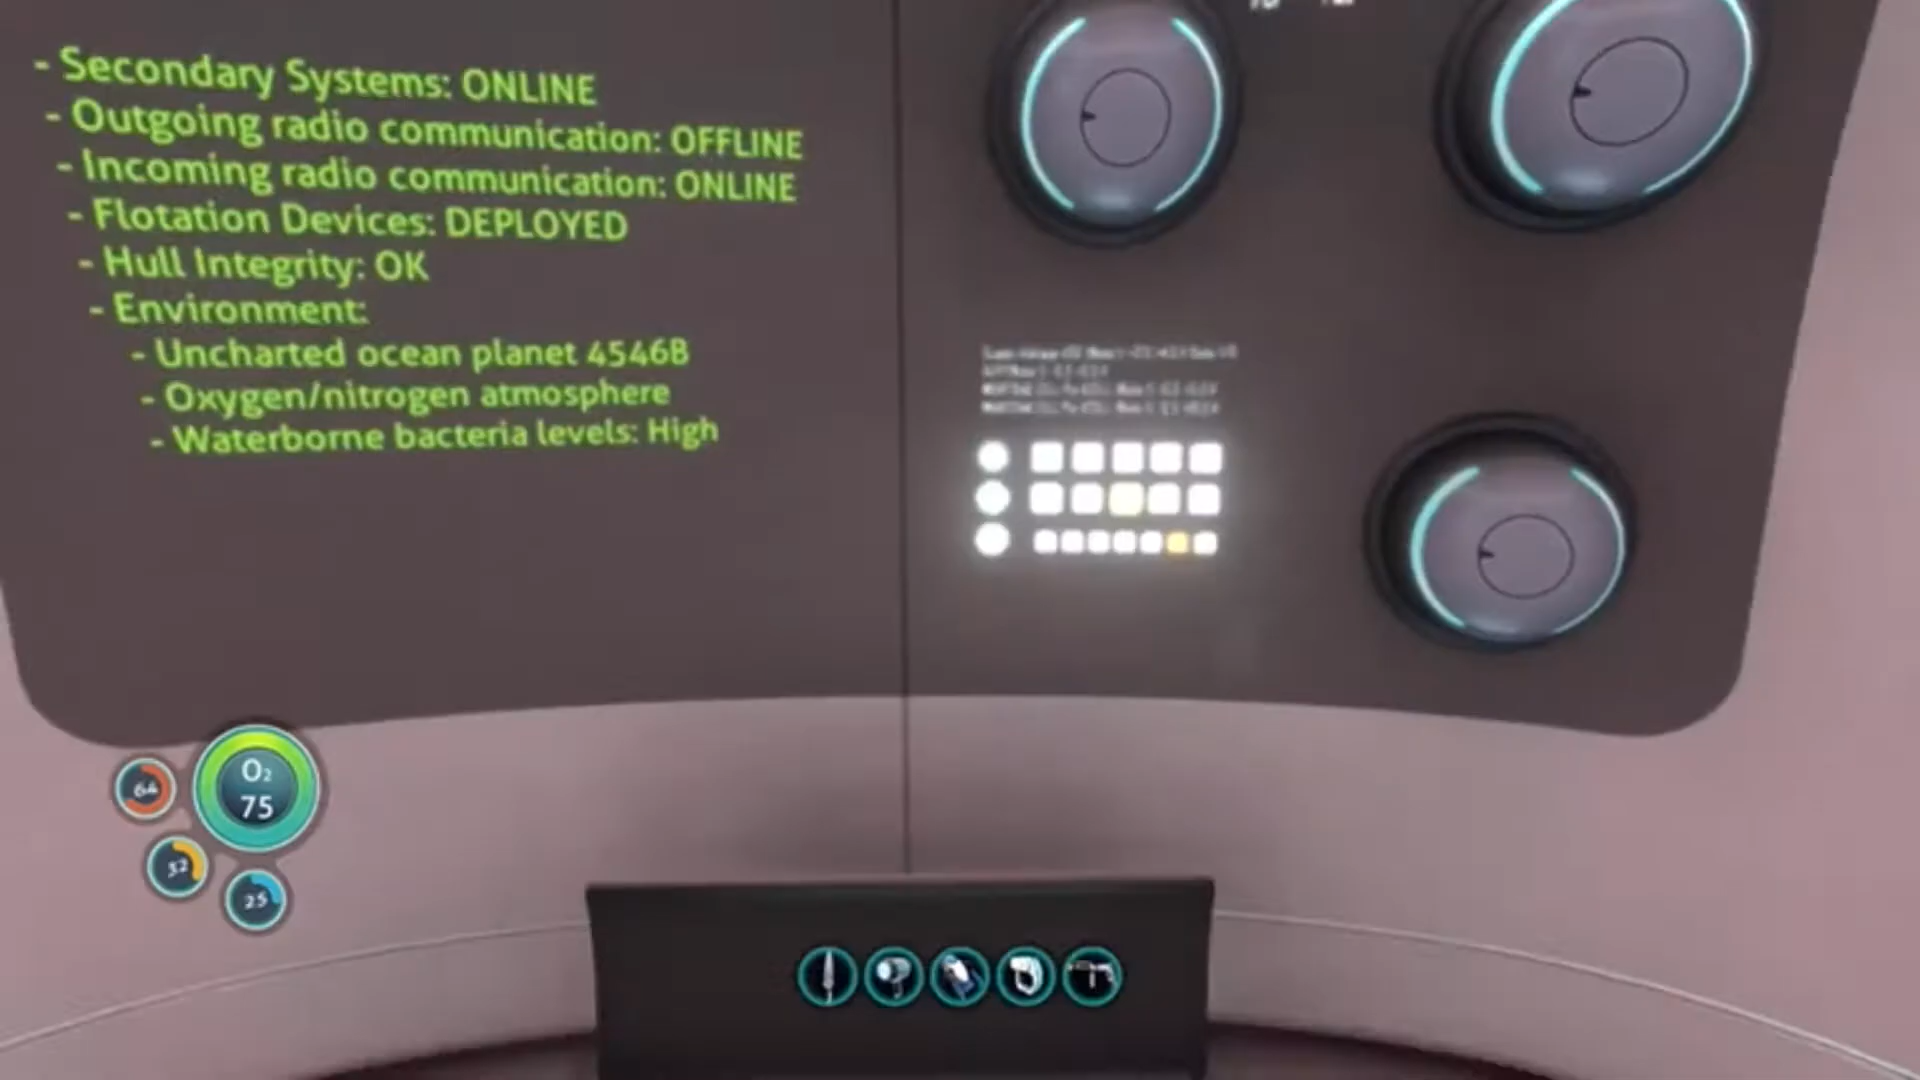 - Secondary Systems: ONLINE
- Outgoing radio communication: OFFLINE
- Incoming radio communication: ONLINE
- Flotation Devices: DEPLOYED
- Hull Integrity: OK
- Environment:
- Uncharted ocean planet 4546B
- Oxygen/nitrogen atmosphere
- Waterborne bacteria levels: High
O₂
75
64
32
25